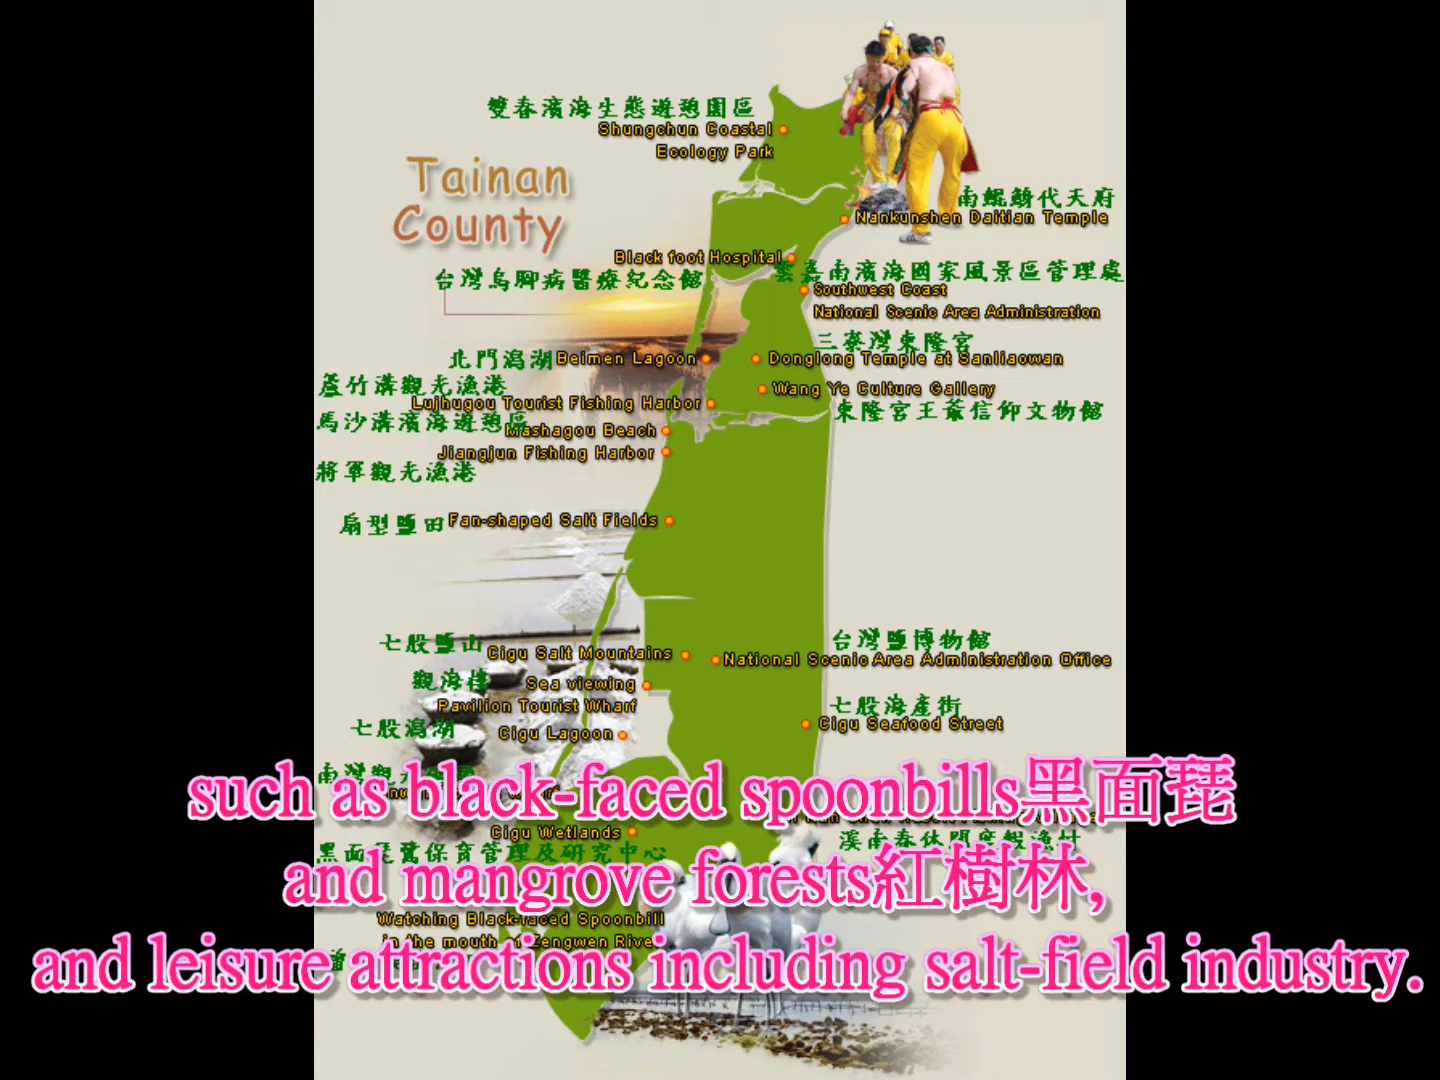 雙春濱海生態遊憩園區
Shungchun Coastal
Ecology Park
Tainan
County
南鯤鯓代天府
Nankunshen Daitian Temple
Black foot Hospital
台灣烏腳病醫療紀念館
雲嘉南濱海國家風景區管理處
Southwest Coast
National Scenic Area Administration
三寮灣東隆宮
北門潟湖 Beimen Lagoon
Donglong Temple at Sanliaowan
蘆竹溝觀光漁港
Wang Ye Culture Gallery
Lujhugou Tourist Fishing Harbor
東隆宮王爺信仰文物館
馬沙溝濱海遊憩區
Mashagou Beach
Jiangjun Fishing Harbor
將軍觀光漁港
扇型鹽田 Fan-shaped Salt Fields
台灣鹽博物館
七股鹽山 Cigu Salt Mountains
National Scenic Area Administration Office
觀海樓 Sea viewing
Pavilion Tourist Wharf
七股海產街
Cigu Seafood Street
七股潟湖 Cigu Lagoon
南灣觀
such as black-faced spoonbills黑面琵
Cigu Wetlands
黑面琵鷺保育管理及研究中心
and mangrove forests紅樹林,
Watching Black-faced Spoonbill
in the mouth of Zengwen River
and leisure attractions including salt-field industry.